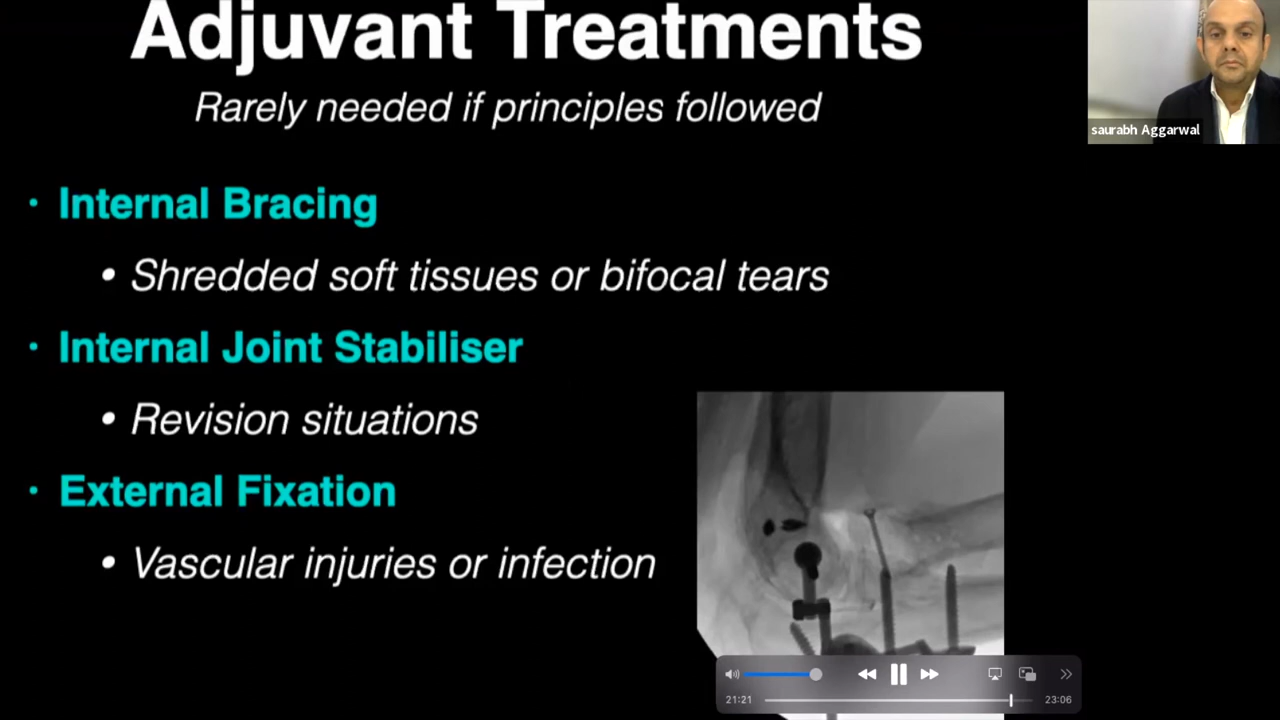 Adjuvant Treatments
Rarely needed if principles followed
saurabh Aggarwal
· Internal Bracing
• Shredded soft tissues or bifocal tears
· Internal Joint Stabiliser
• Revision situations
· External Fixation
• Vascular injuries or infection
21:21
23:06